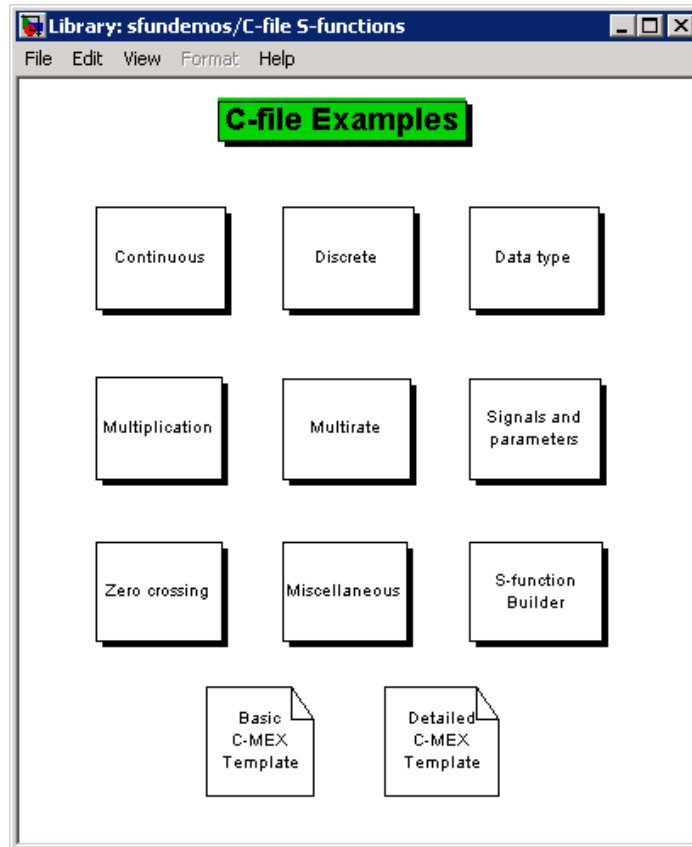 Library: sfundemos/C-file S-functions
File Edit View Format Help
C-file Examples
Continuous
Discrete
Data type
Multiplication
Multirate
Signals and
parameters
Zero crossing
Miscellaneous
S-function
Builder
Basic
C-MEX
Template
Detailed
C-MEX
Template